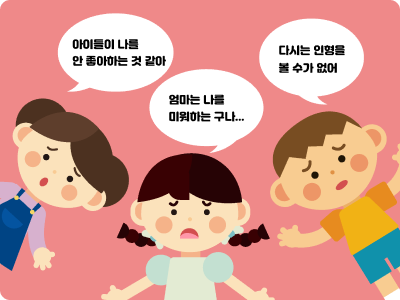 아이들이 나를
안 좋아하는 것 같아
엄마는 나를
미워하는 구나...
다시는 인형을
볼 수가 없어